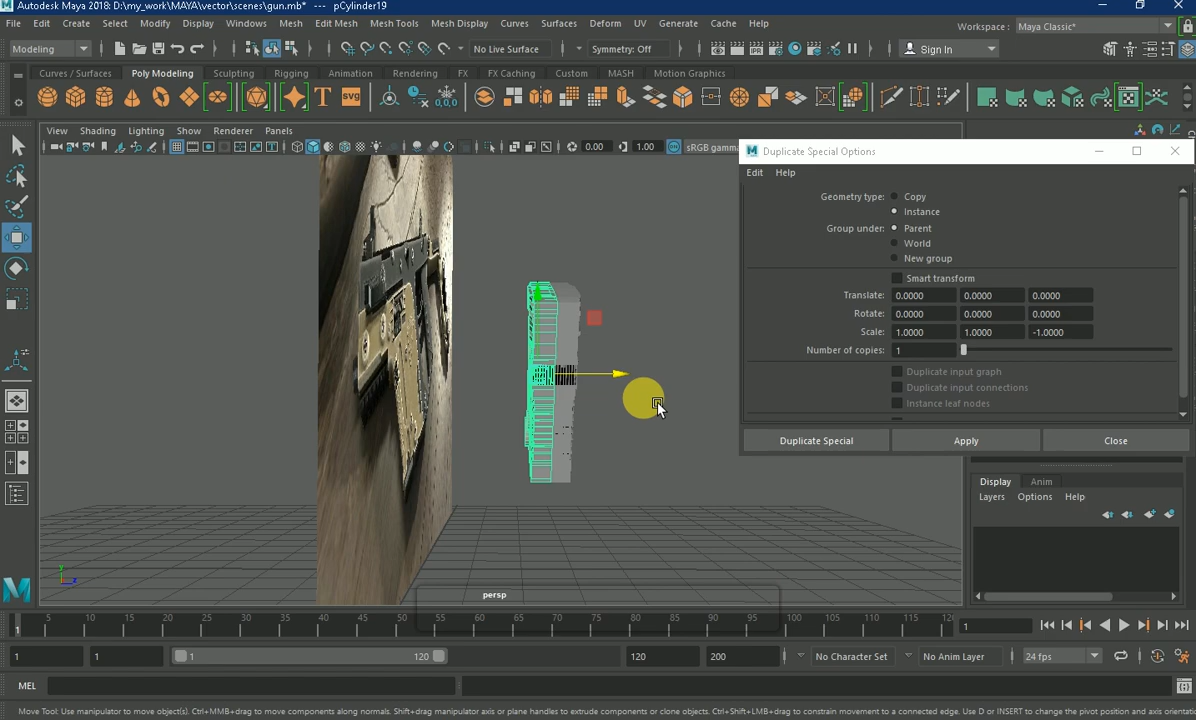 Autodesk Maya 2018: D:\my_work\MAYA\vector\scenes\gun.mb* - pCylinder19
File Edit Create Select Modify Display Windows Mesh Edit Mesh Mesh Tools Mesh Display Curves Surfaces Deform UV Generate Cache Help
Workspace : Maya Classic*
Modeling No Live Surface Symmetry: Off Sign In
Curves / Surfaces Poly Modeling Sculpting Rigging Animation Rendering FX FX Caching Custom MASH Motion Graphics
View Shading Lighting Show Renderer Panels
0.00 1.00 sRGB gamma
Duplicate Special Options
Edit Help
Geometry type: Copy
Instance
Group under: Parent
World
New group
Smart transform
Translate: 0.0000 0.0000 0.0000
Rotate: 0.0000 0.0000 0.0000
Scale: 1.0000 1.0000 -1.0000
Number of copies: 1
Duplicate input graph
Duplicate input connections
Instance leaf nodes
Duplicate Special Apply Close
Display Anim
Layers Options Help
y z
persp
5 10 15 20 25 30 35 40 45 50 55 60 65 70 75 80 85 90 95 100 105 110 115
1
1 1 1 120 120 200 No Character Set No Anim Layer 24 fps
MEL
Move Tool: Use manipulator to move object(s). Ctrl+MMB+drag to move components along normals. Shift+drag manipulator axis or plane handles to extrude components or clone objects. Ctrl+Shift+LMB+drag to constrain movement to a connected edge. Use D or INSERT to change the pivot position and axis